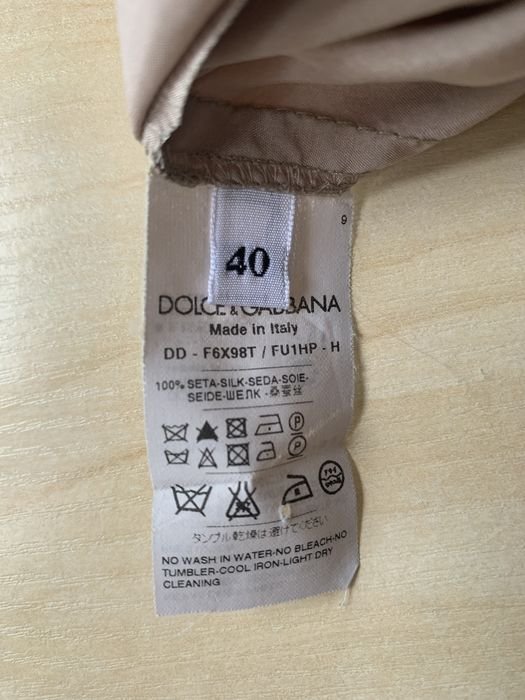 9
40
DOLCE & GABBANA
Made in Italy
DD - F6X98T / FU1HP - H
100% SETA-SILK-SEDA-SOIE-
SEIDE-ШЕЛК -桑蚕丝
P
P
タンブル乾燥は避けてください
NO WASH IN WATER-NO BLEACH-NO
TUMBLER-COOL IRON-LIGHT DRY
CLEANING